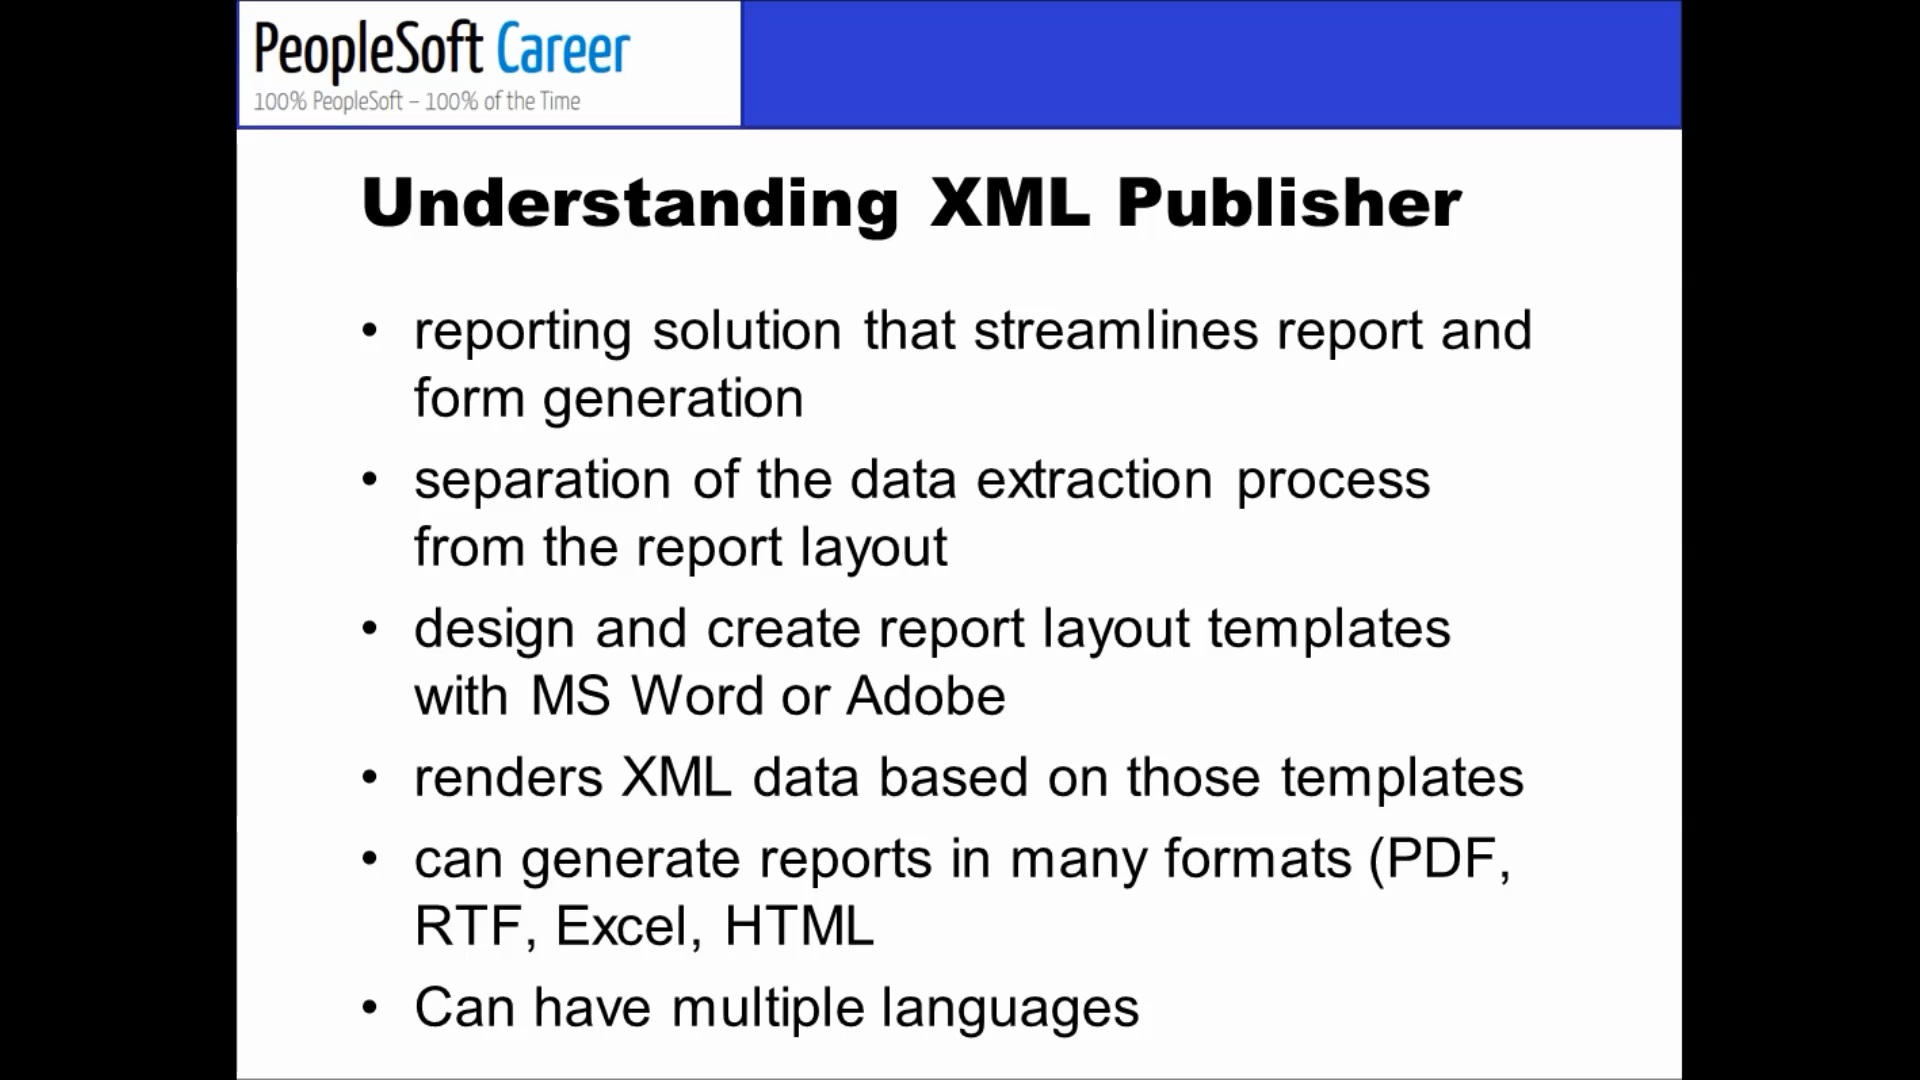 PeopleSoft Career
100% PeopleSoft – 100% of the Time
Understanding XML Publisher
• reporting solution that streamlines report and
form generation
• separation of the data extraction process
from the report layout
• design and create report layout templates
with MS Word or Adobe
• renders XML data based on those templates
• can generate reports in many formats (PDF,
RTF, Excel, HTML
• Can have multiple languages